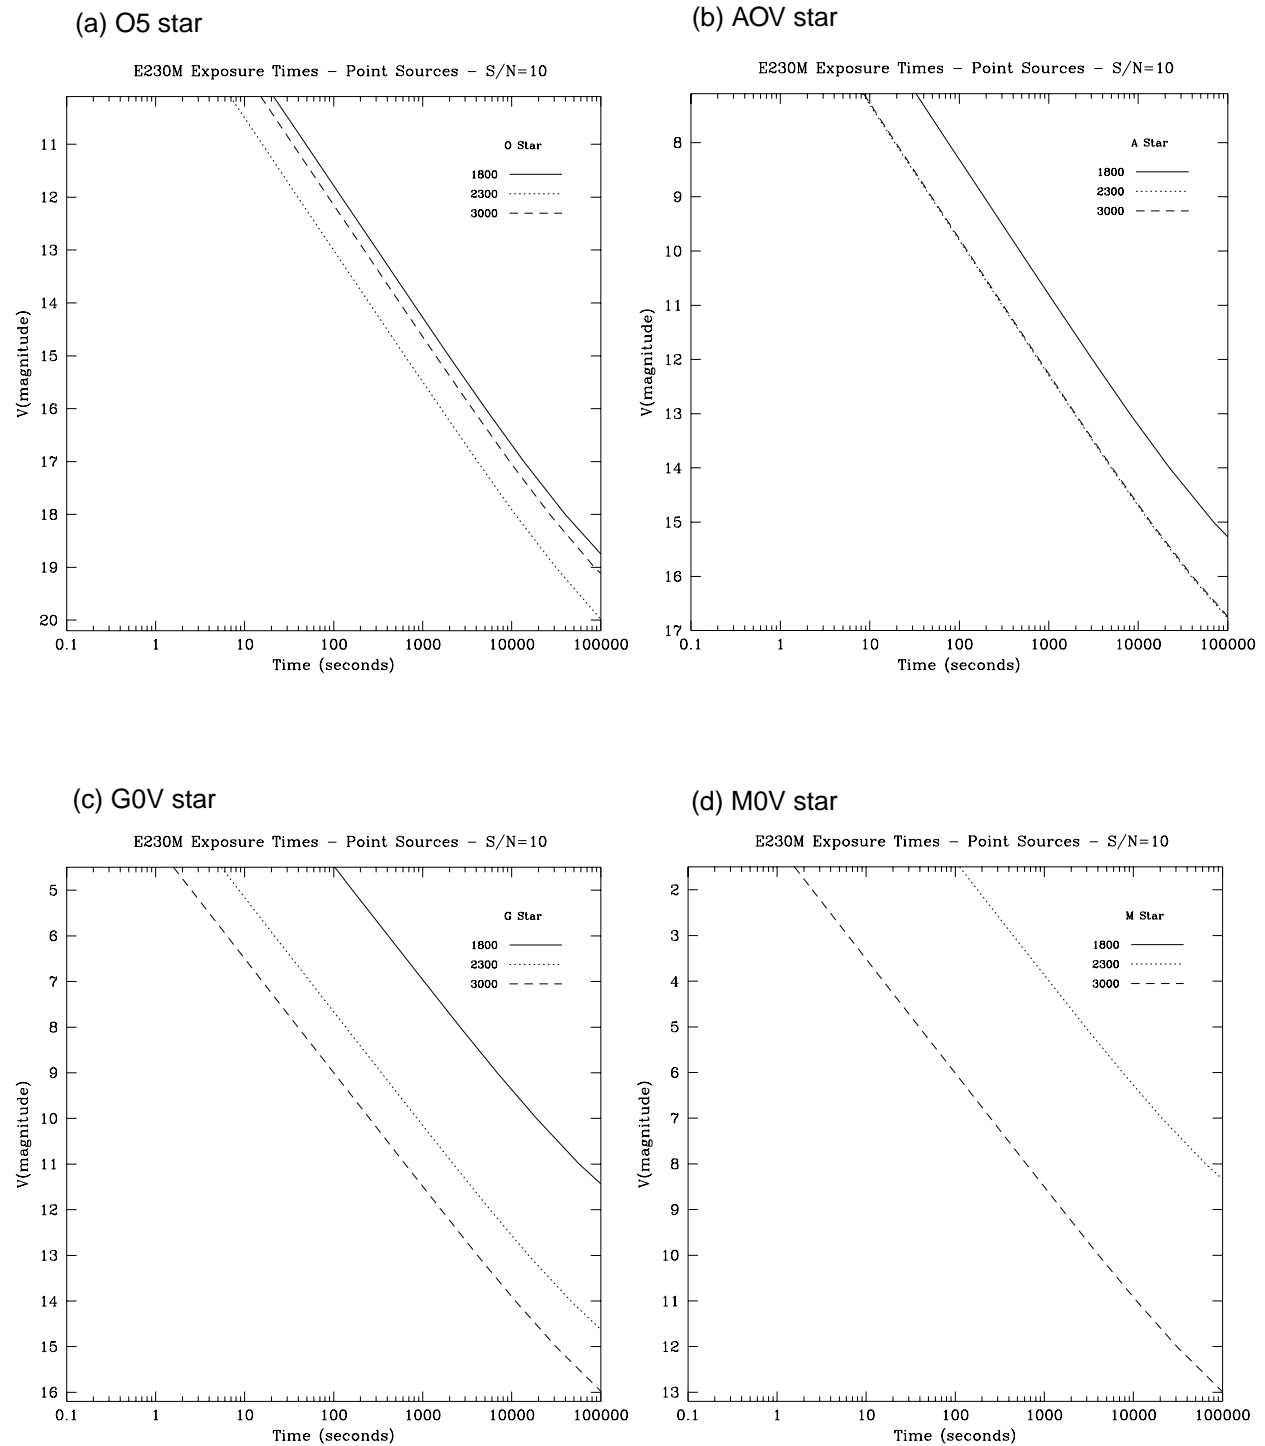 (a) O5 star
E230M Exposure Times – Point Sources – S/N=10
O Star
1800
2300
3000
11
12
13
14
15
16
17
18
19
20
V(magnitude)
0.1 1 10 100 1000 10000 100000
Time (seconds)
(b) AOV star
E230M Exposure Times – Point Sources – S/N=10
A Star
1800
2300
3000
8
9
10
11
12
13
14
15
16
17
V(magnitude)
0.1 1 10 100 1000 10000 100000
Time (seconds)
(c) G0V star
E230M Exposure Times – Point Sources – S/N=10
G Star
1800
2300
3000
5
6
7
8
9
10
11
12
13
14
15
16
V(magnitude)
0.1 1 10 100 1000 10000 100000
Time (seconds)
(d) M0V star
E230M Exposure Times – Point Sources – S/N=10
M Star
1800
2300
3000
2
3
4
5
6
7
8
9
10
11
12
13
V(magnitude)
0.1 1 10 100 1000 10000 100000
Time (seconds)